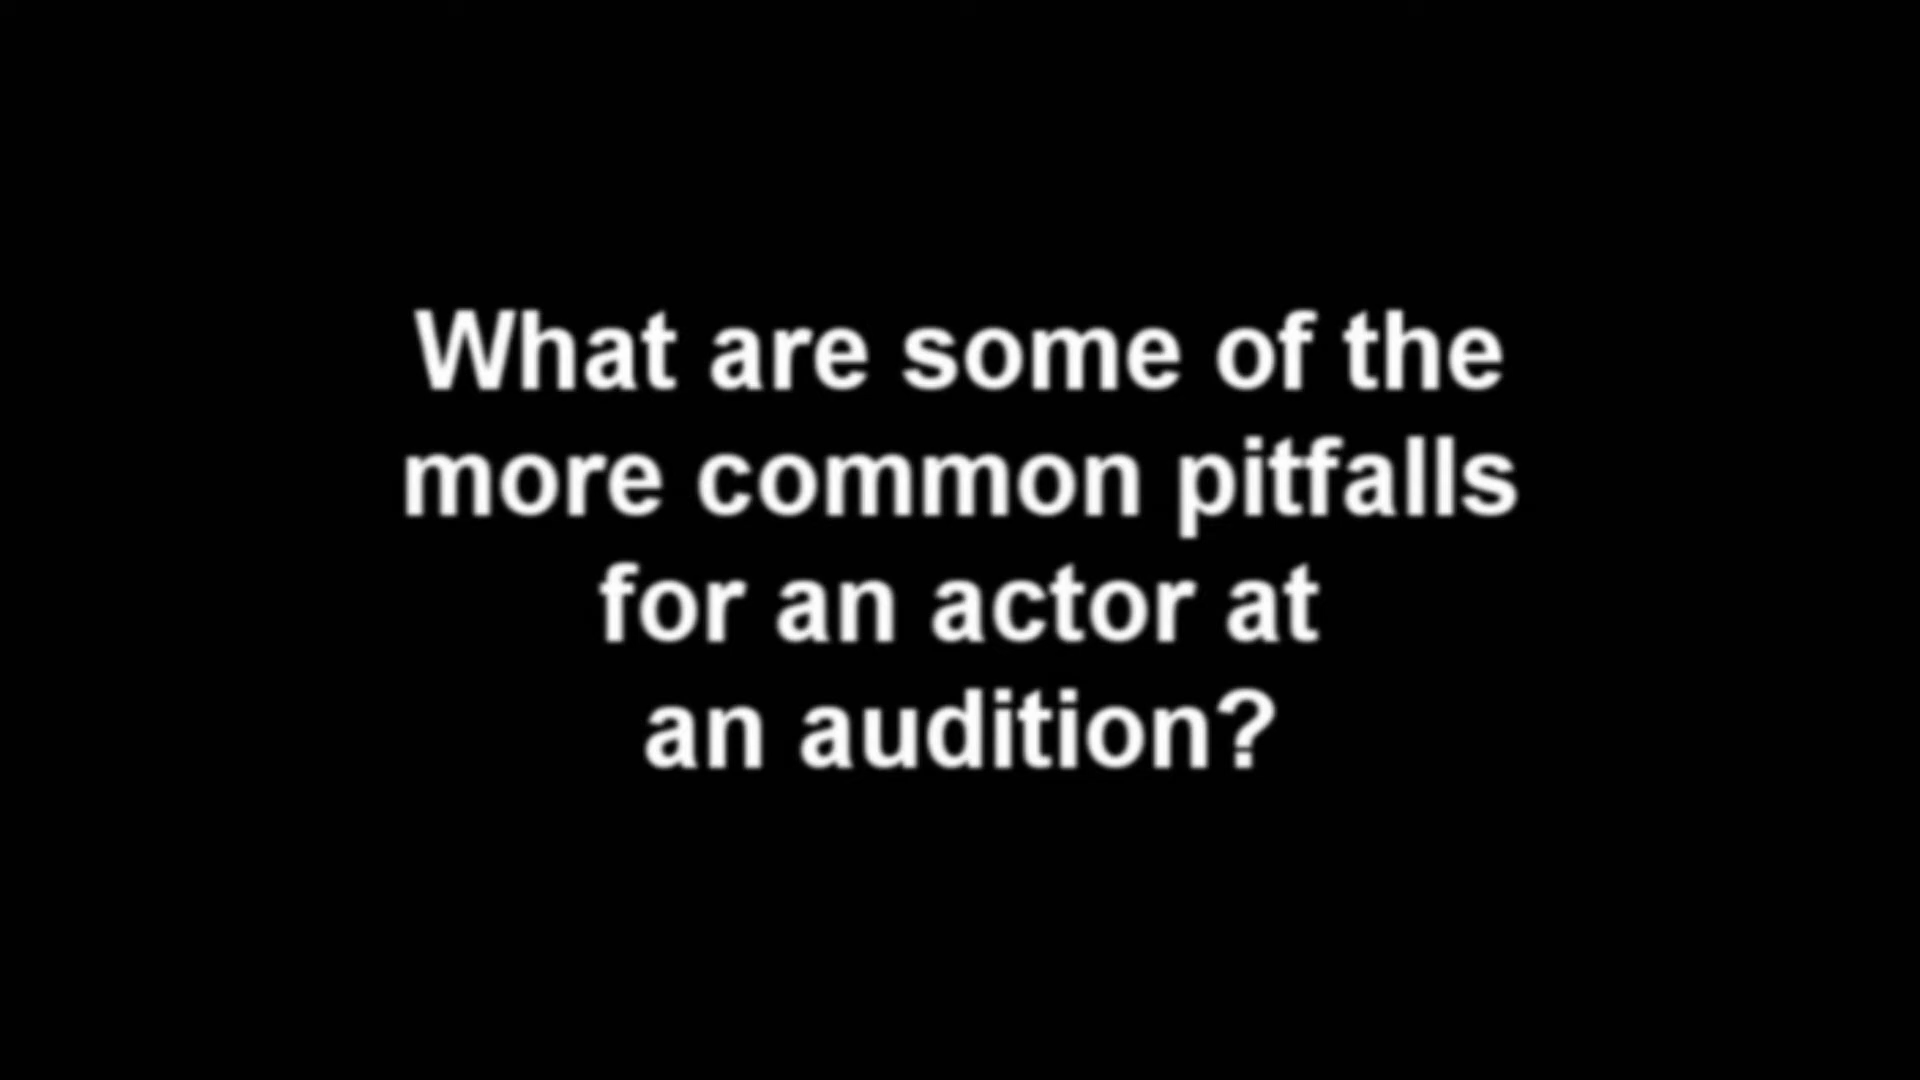 What are some of the
more common pitfalls
for an actor at
an audition?